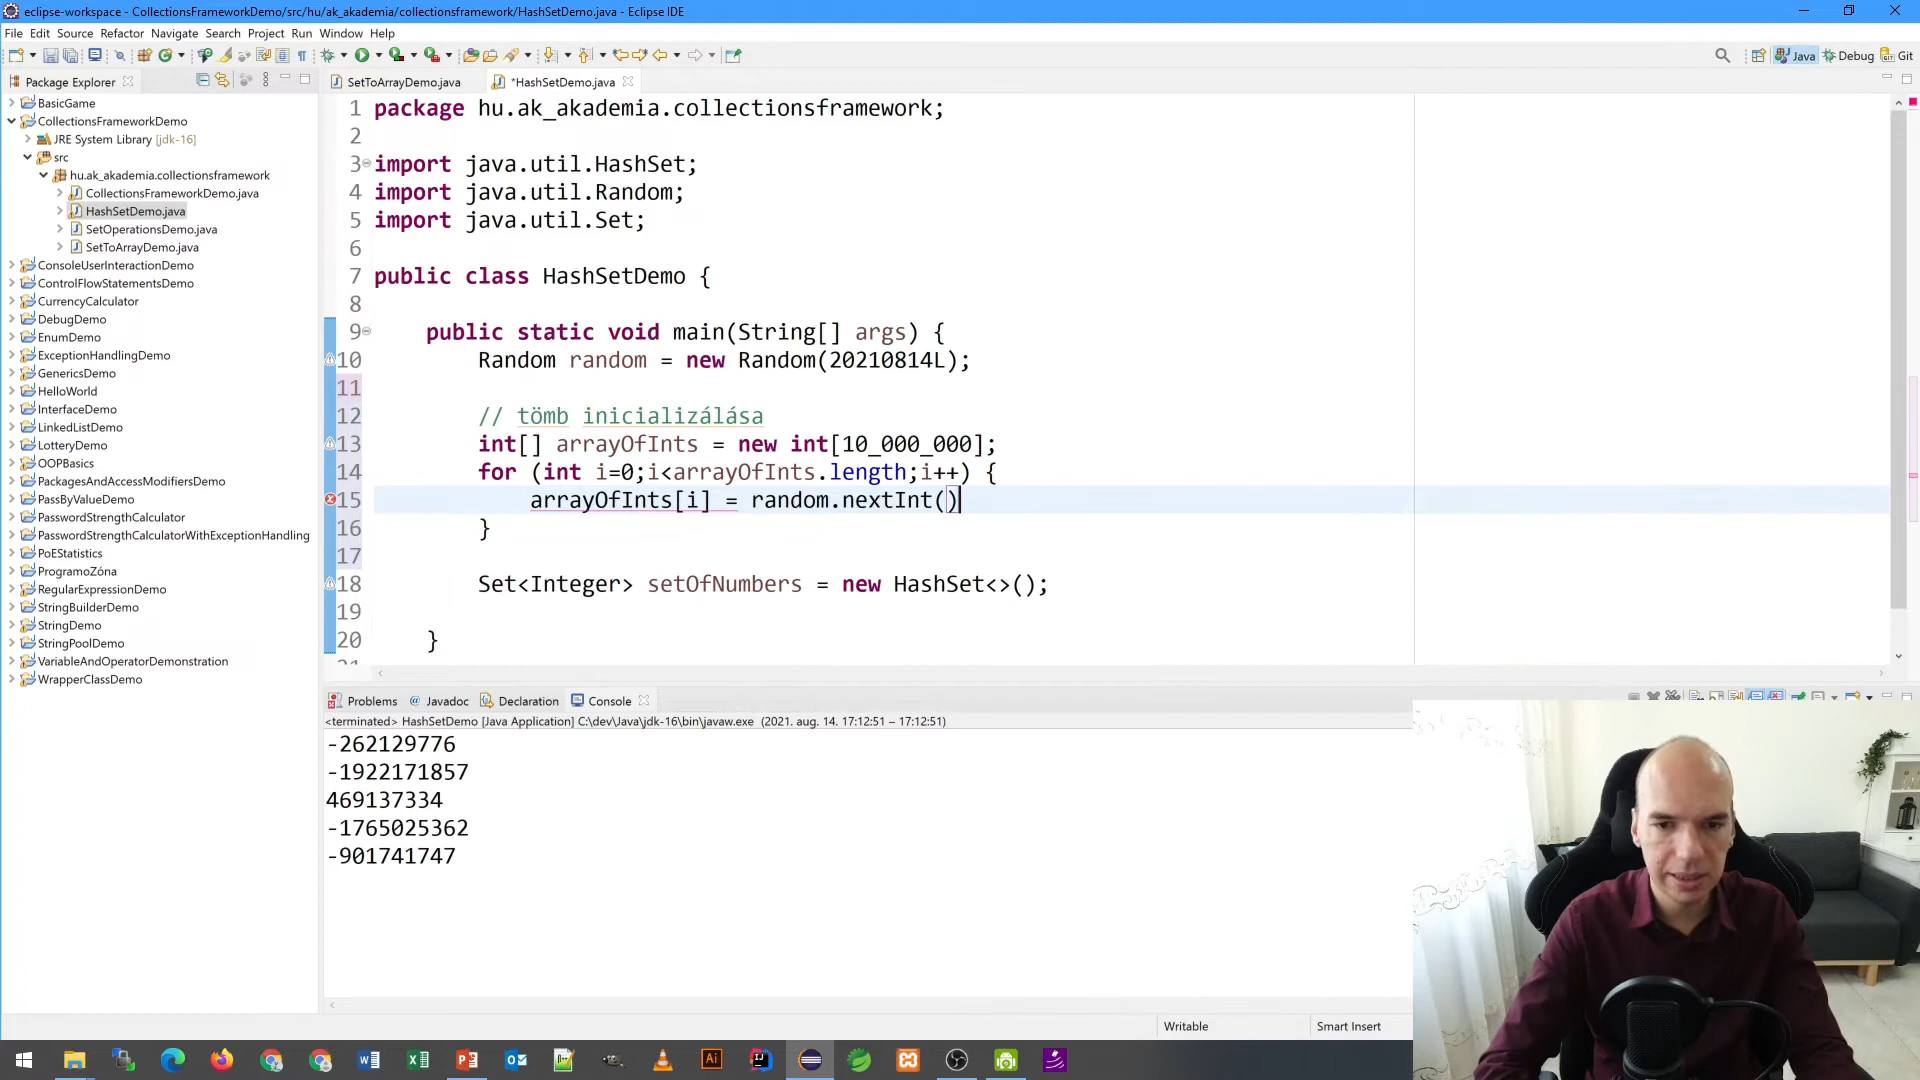 eclipse-workspace - CollectionsFrameworkDemo/src/hu/ak_akademia/collectionsframework/HashSetDemo.java - Eclipse IDE
File Edit Source Refactor Navigate Search Project Run Window Help
Java Debug Git
Package Explorer
BasicGame
CollectionsFrameworkDemo
JRE System Library [jdk-16]
src
hu.ak_akademia.collectionsframework
CollectionsFrameworkDemo.java
HashSetDemo.java
SetOperationsDemo.java
SetToArrayDemo.java
ConsoleUserInteractionDemo
ControlFlowStatementsDemo
CurrencyCalculator
DebugDemo
EnumDemo
ExceptionHandlingDemo
GenericsDemo
HelloWorld
InterfaceDemo
LinkedListDemo
LotteryDemo
OOPBasics
PackagesAndAccessModifiersDemo
PassByValueDemo
PasswordStrengthCalculator
PasswordStrengthCalculatorWithExceptionHandling
PoEStatistics
ProgramoZóna
RegularExpressionDemo
StringBuilderDemo
StringDemo
StringPoolDemo
VariableAndOperatorDemonstration
WrapperClassDemo
SetToArrayDemo.java *HashSetDemo.java
1 package hu.ak_akademia.collectionsframework;
2
3 import java.util.HashSet;
4 import java.util.Random;
5 import java.util.Set;
6
7 public class HashSetDemo {
8
9 public static void main(String[] args) {
10 Random random = new Random(20210814L);
11
12 // tömb inicializálása
13 int[] arrayOfInts = new int[10_000_000];
14 for (int i=0;i<arrayOfInts.length;i++) {
15 arrayOfInts[i] = random.nextInt()
16 }
17
18 Set<Integer> setOfNumbers = new HashSet<>();
19
20 }
21
Problems Javadoc Declaration Console
<terminated> HashSetDemo [Java Application] C:\dev\Java\jdk-16\bin\javaw.exe (2021. aug. 14. 17:12:51 – 17:12:51)
-262129776
-1922171857
469137334
-1765025362
-901741747
Writable Smart Insert